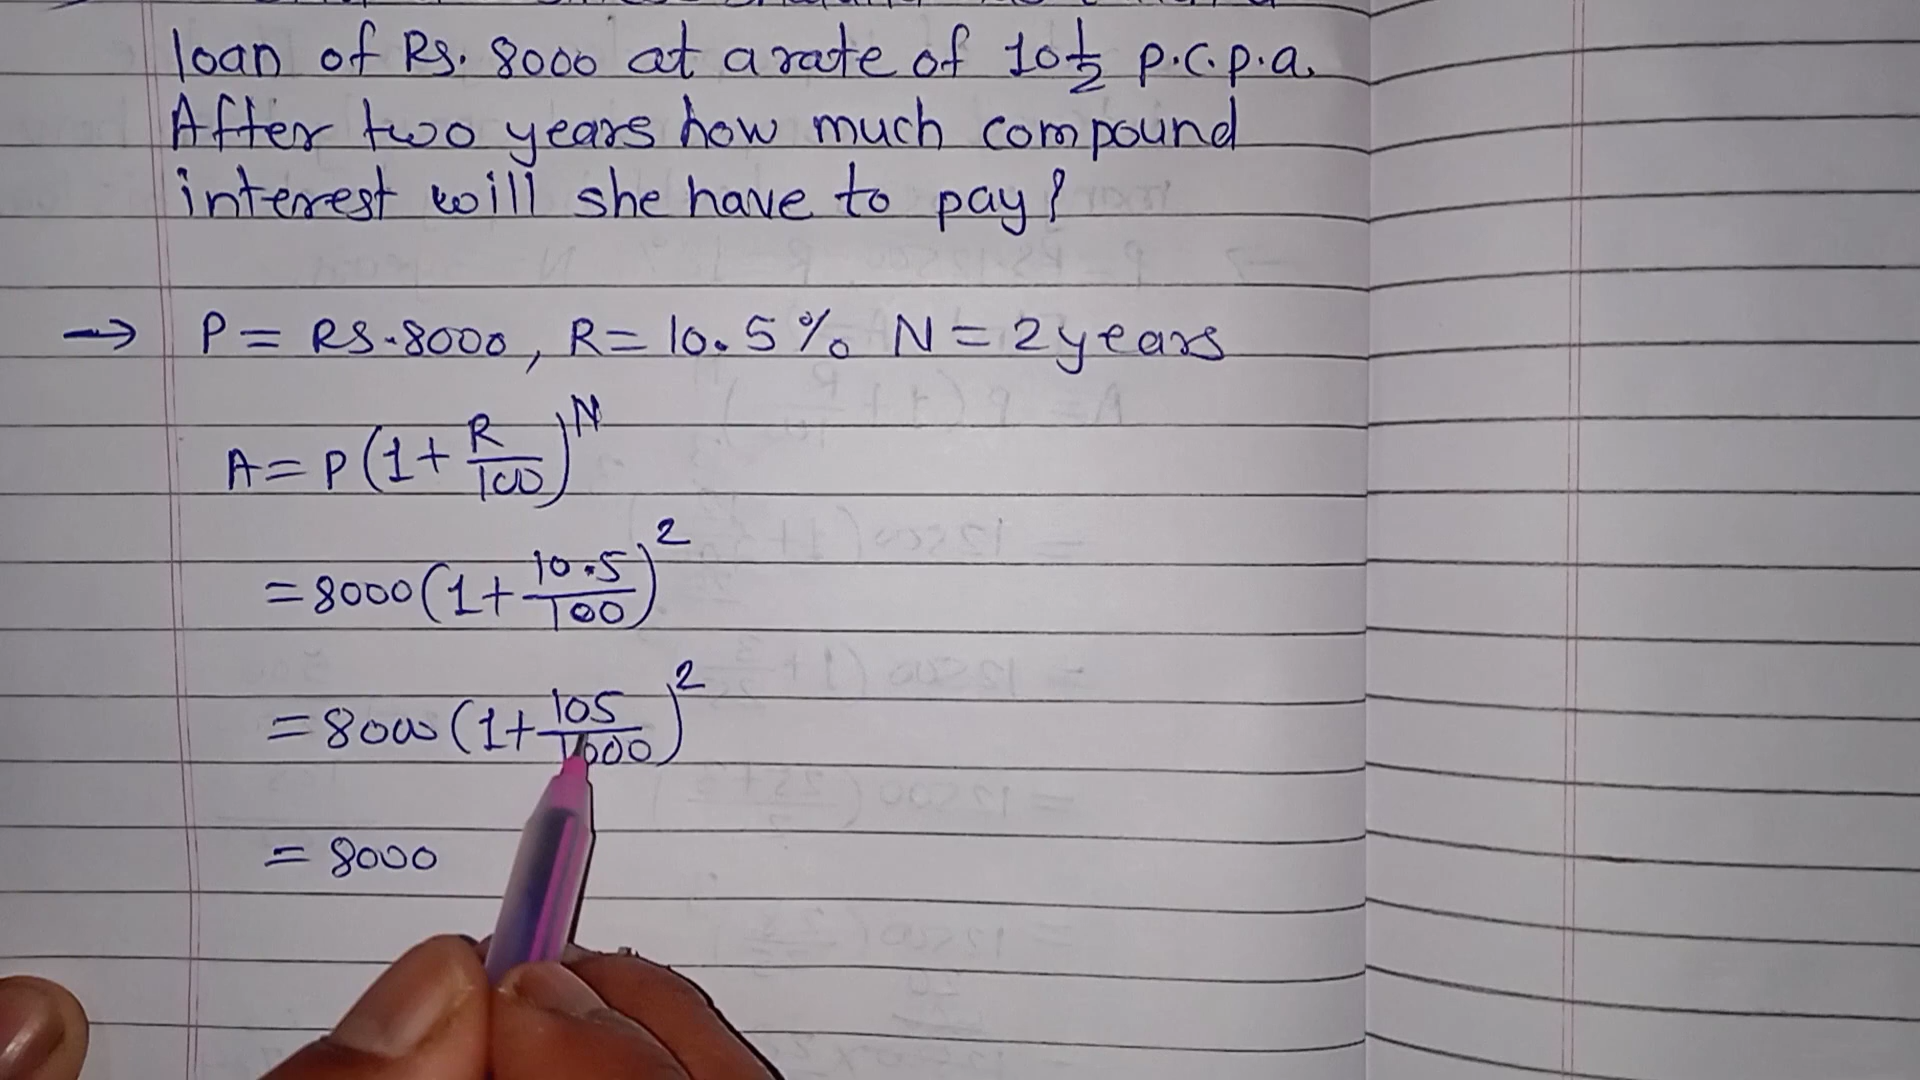 loan of Rs. 8000 at a rate of 10 1/2 p.c.p.a.
After two years how much compound
interest will she have to pay?
→ P = RS.8000, R = 10.5% N = 2 years
A = P(1 + R/100)^N
= 8000(1 + 10.5/100)^2
= 8000(1 + 105/1000)^2
= 8000